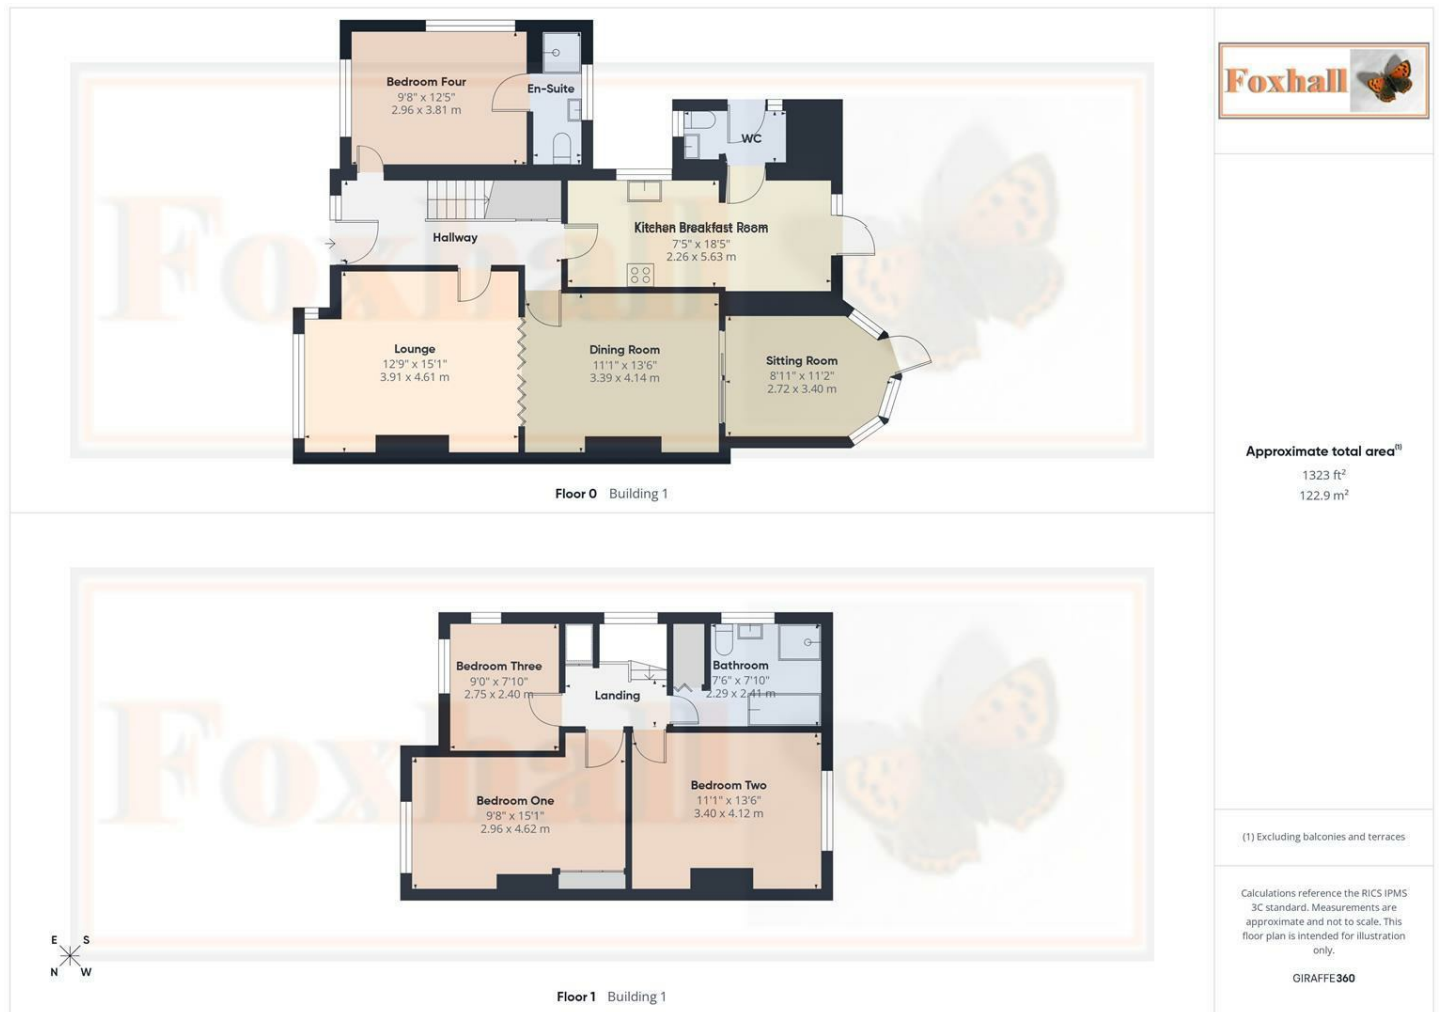 Bedroom Four
9'8" x 12'5"
2.96 x 3.81 m
En-Suite
WC
Hallway
Kitchen Breakfast Room
7'5" x 18'5"
2.26 x 5.63 m
Lounge
12'9" x 15'1"
3.91 x 4.61 m
Dining Room
11'1" x 13'6"
3.39 x 4.14 m
Sitting Room
8'11" x 11'2"
2.72 x 3.40 m
Foxhall
Floor 0 Building 1
Bedroom Three
9'0" x 7'10"
2.75 x 2.40 m
Landing
Bathroom
7'6" x 7'10"
2.29 x 2.41 m
Bedroom One
9'8" x 15'1"
2.96 x 4.62 m
Bedroom Two
11'1" x 13'6"
3.40 x 4.12 m
Foxhall
E S
N W
Floor 1 Building 1
Foxhall
Approximate total area(1)
1323 ft²
122.9 m²
(1) Excluding balconies and terraces
Calculations reference the RICS IPMS
3C standard. Measurements are
approximate and not to scale. This
floor plan is intended for illustration
only.
GIRAFFE360